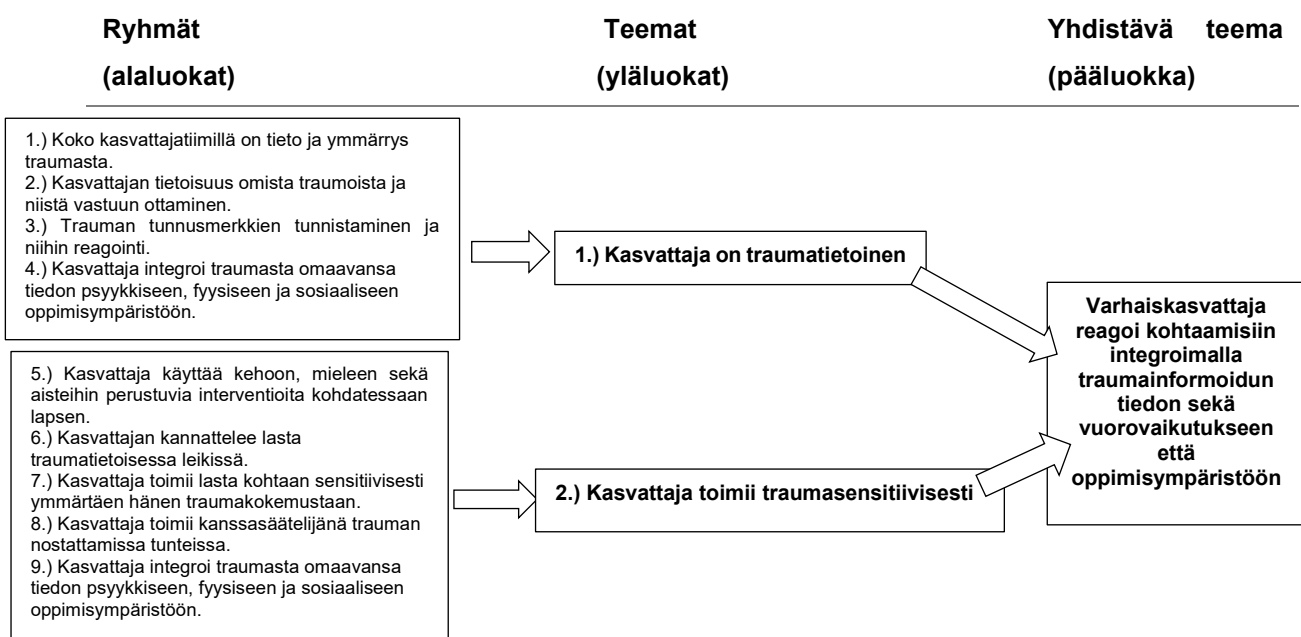 Ryhmät
(alaluokat)
Teemat
(yläluokat)
Yhdistävä teema
(pääluokka)
1.) Koko kasvattajatiimillä on tieto ja ymmärrys
traumasta.
2.) Kasvattajan tietoisuus omista traumoista ja
niistä vastuun ottaminen.
3.) Trauman tunnusmerkkien tunnistaminen ja
niihin reagointi.
4.) Kasvattaja integroi traumasta omaavansa
tiedon psyykkiseen, fyysiseen ja sosiaaliseen
oppimisympäristöön.
5.) Kasvattaja käyttää kehoon, mieleen sekä
aisteihin perustuvia interventioita kohdatessaan
lapsen.
6.) Kasvattajan kannattelee lasta
traumatietoisessa leikissä.
7.) Kasvattaja toimii lasta kohtaan sensitiivisesti
ymmärtäen hänen traumakokemustaan.
8.) Kasvattaja toimii kanssasäätelijänä trauman
nostattamissa tunteissa.
9.) Kasvattaja integroi traumasta omaavansa
tiedon psyykkiseen, fyysiseen ja sosiaaliseen
oppimisympäristöön.
1.) Kasvattaja on traumatietoinen
2.) Kasvattaja toimii traumasensitiivisesti
Varhaiskasvattaja
reagoi kohtaamisiin
integroimalla
traumainformoidun
tiedon sekä
vuorovaikutukseen
että
oppimisympäristöön